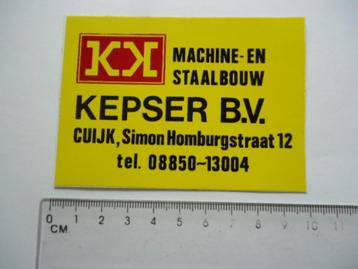 KK
MACHINE-EN
STAALBOUW
KEPSER B.V.
CUIJK, Simon Homburgstraat 12
tel. 08850~13004
0 1 2 3 4 5 6 7 8 9 10 11
CM